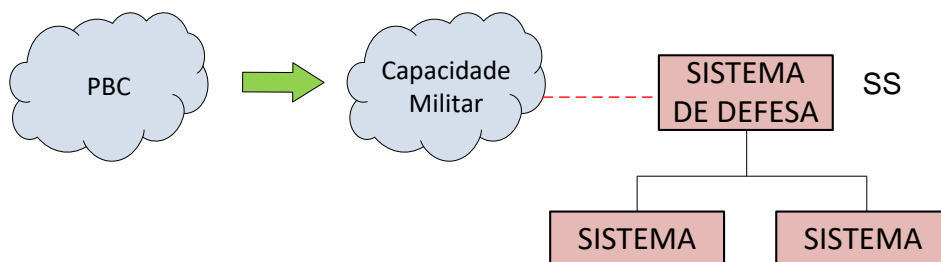 PBC
Capacidade
Militar
SISTEMA
DE DEFESA
SS
SISTEMA
SISTEMA